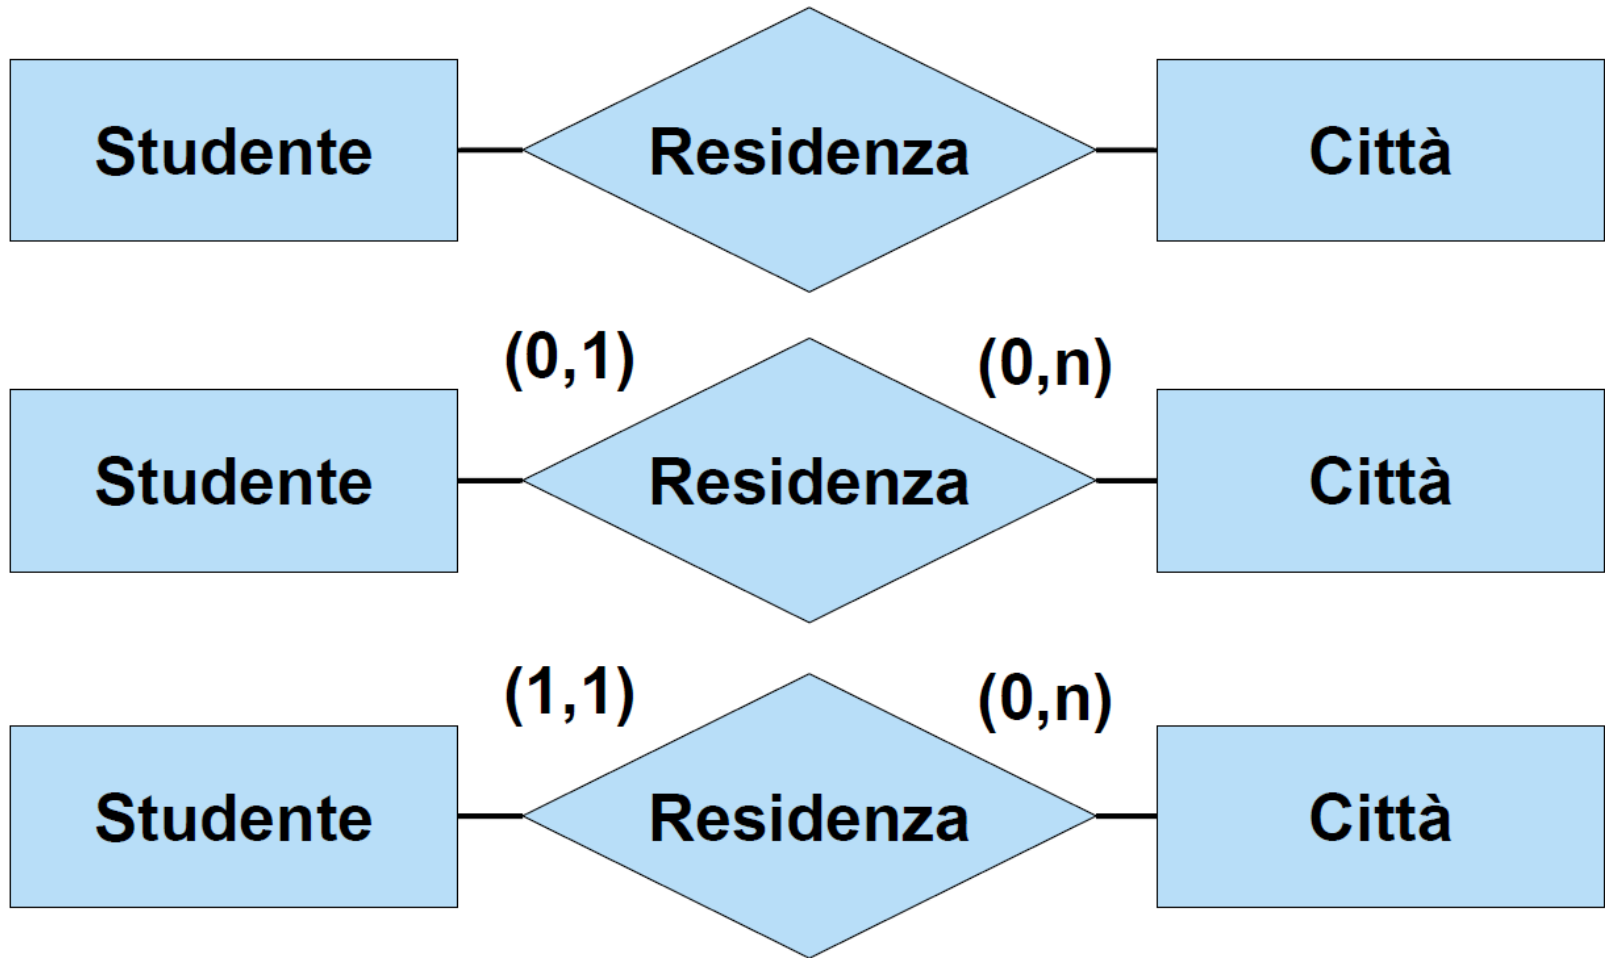 Studente Residenza Città
(0,1) (0,n)
Studente Residenza Città
(1,1) (0,n)
Studente Residenza Città